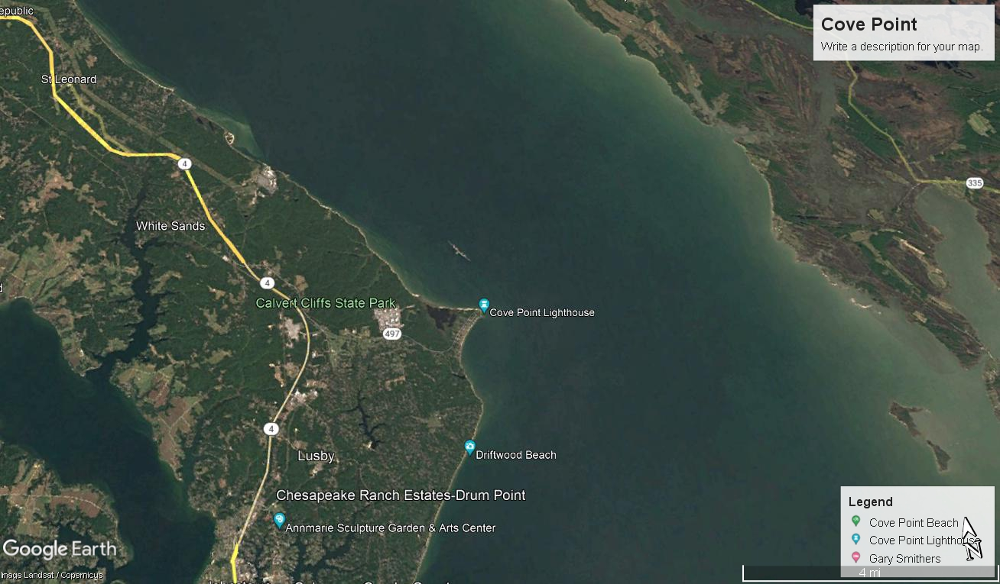 epublic
Cove Point
Write a description for your map.
St Leonard
4
335
White Sands
4
Calvert Cliffs State Park
Cove Point Lighthouse
497
4
Driftwood Beach
Lusby
Chesapeake Ranch Estates-Drum Point
Annmarie Sculpture Garden & Arts Center
Legend
Cove Point Beach
Cove Point Lighthouse
Gary Smithers
N
Google Earth
4 mi
Image Landsat / Copernicus